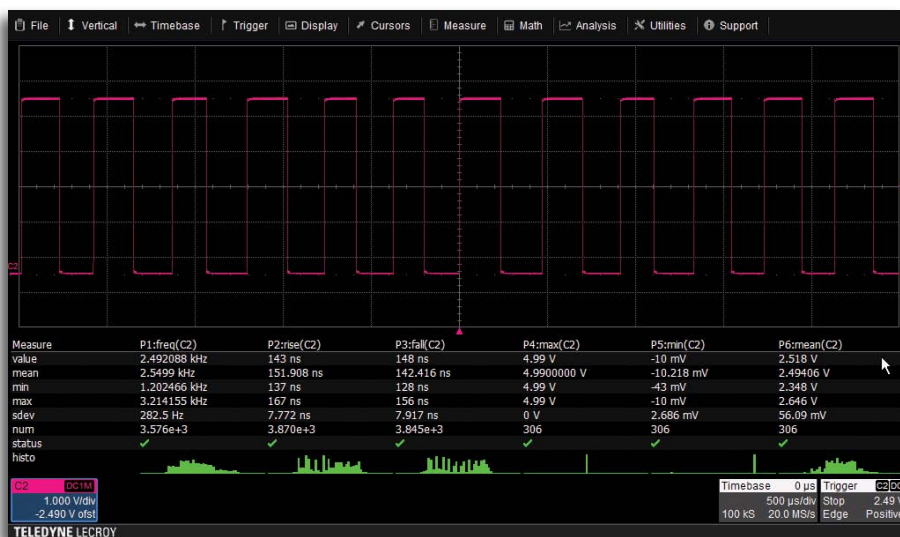 File Vertical Timebase Trigger Display Cursors Measure Math Analysis Utilities Support
C2
Measure P1:freq(C2) P2:rise(C2) P3:fall(C2) P4:max(C2) P5:min(C2) P6:mean(C2)
value 2.492088 kHz 143 ns 148 ns 4.99 V -10 mV 2.518 V
mean 2.5499 kHz 151.908 ns 142.416 ns 4.9900000 V -10.218 mV 2.49406 V
min 1.202466 kHz 137 ns 128 ns 4.99 V -43 mV 2.348 V
max 3.214155 kHz 167 ns 156 ns 4.99 V -10 mV 2.646 V
sdev 282.5 Hz 7.772 ns 7.917 ns 0 V 2.686 mV 56.09 mV
num 3.576e+3 3.870e+3 3.845e+3 306 306 306
status
histo
C2 DC1M Timebase 0 µs Trigger C2 DC
1.000 V/div 500 µs/div Stop 2.49 V
-2.490 V ofst 100 kS 20.0 MS/s Edge Positive
TELEDYNE LECROY